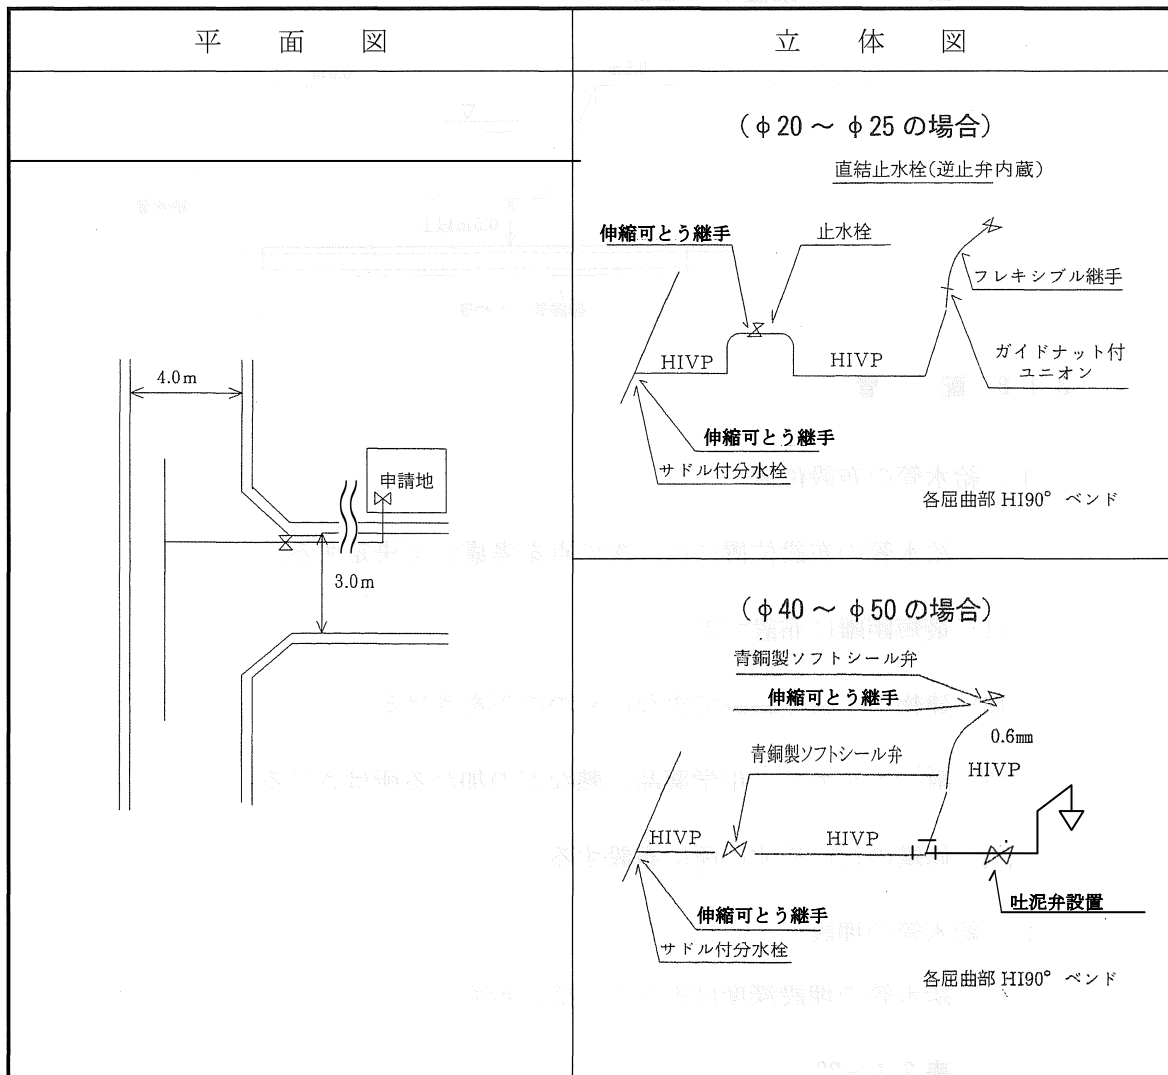 平面図
立体図
4.0m
申請地
3.0m
(φ20～φ25の場合)
直結止水栓(逆止弁内蔵)
伸縮可とう継手
止水栓
フレキシブル継手
HIVP
HIVP
ガイドナット付
ユニオン
伸縮可とう継手
サドル付分水栓
各屈曲部 HI90° ベンド
(φ40～φ50の場合)
青銅製ソフトシール弁
伸縮可とう継手
0.6㎜
青銅製ソフトシール弁
HIVP
HIVP
HIVP
吐泥弁設置
伸縮可とう継手
サドル付分水栓
各屈曲部 HI90° ベンド